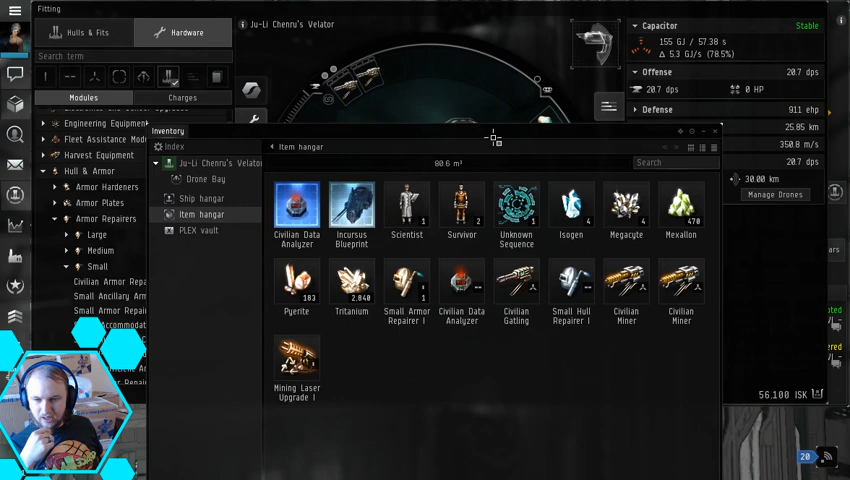 Fitting
Ju-Li Chenru's Velator
Hulls & Fits
Hardware
Search term
Modules
Charges
Engineering Equipment
Fleet Assistance Mod
Harvest Equipment
Hull & Armor
Armor Hardeners
Armor Plates
Armor Repairers
Large
Medium
Small
Civilian Armor Repa
Small Ancillary Arm
Small Armor Repa
Capacitor
Stable
155 GJ / 57.38 s
Δ 5.3 GJ/s (78.5%)
Offense
20.7 dps
20.7 dps
0 HP
Defense
911 ehp
25.85 km
350.8 m/s
20.7 dps
30.00 km
Manage Drones
56,100 ISK
20
Inventory
Index
Item hangar
80.6 m³
Search
Ju-Li Chenru's Velator
Drone Bay
Ship hangar
Item hangar
PLEX vault
Civilian Data Analyzer
Incursus Blueprint
Scientist
1
Survivor
2
Unknown Sequence
1
Isogen
4
Megacyte
4
Mexallon
470
Pyerite
183
Tritanium
2,840
Small Armor Repairer I
1
Civilian Data Analyzer
Civilian Gatling
Small Hull Repairer I
Civilian Miner
Civilian Miner
Mining Laser Upgrade I